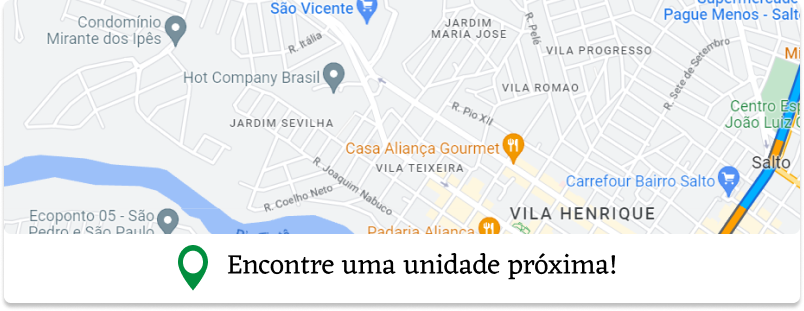 Condomínio
Mirante dos Ipês
São Vicente
R. Itália
JARDIM
MARIA JOSE
R. Pelé
Pague Menos - Salt
VILA PROGRESSO
R. Sete de Setembro
Mi
Hot Company Brasil
VILA ROMAO
R. Pio XII
Centro Es
João Luiz
JARDIM SEVILHA
Casa Aliança Gourmet
VILA TEIXEIRA
Salto
R. Joaquim Nabuco
Carrefour Bairro Salto
R. Coelho Neto
VILA HENRIQUE
Ecoponto 05 - São
Pedro e São Paulo
Padaria Aliança
Encontre uma unidade próxima!